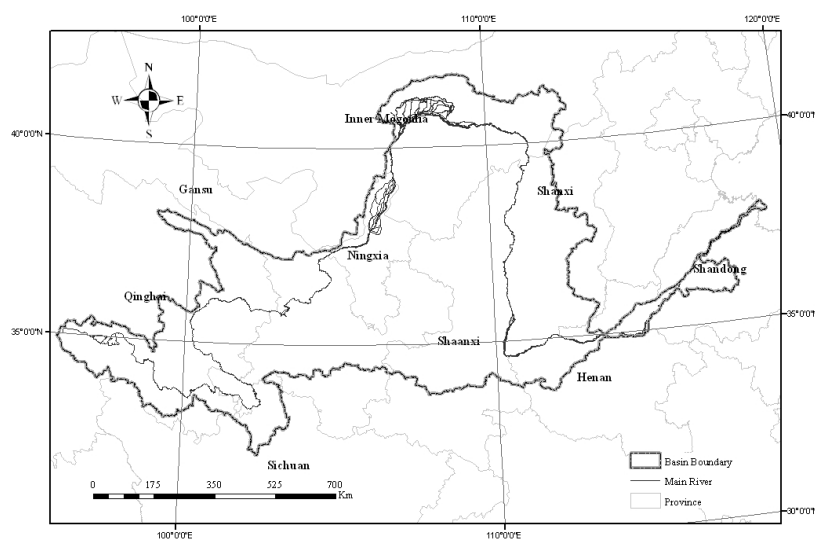 100°0'0"E 110°0'0"E 120°0'0"E
N
W E
S
40°0'0"N
Inner Mogonlia
40°0'0"N
Gansu
Shanxi
Ningxia
Shandong
Qinghai
35°0'0"N
35°0'0"N
Shaanxi
Henan
Sichuan
Basin Boundary
0 175 350 525 700
Km
Main River
Province
30°0'0"N
100°0'0"E 110°0'0"E